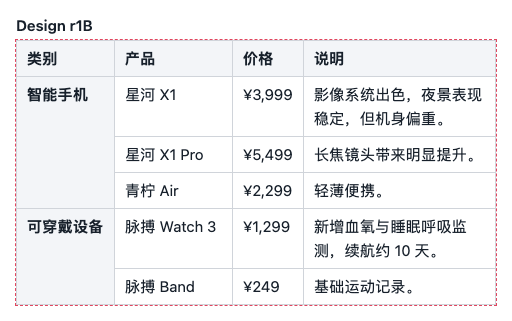 Design r1B
类别 产品 价格 说明
智能手机 星河 X1 ¥3,999 影像系统出色，夜景表现
稳定，但机身偏重。
星河 X1 Pro ¥5,499 长焦镜头带来明显提升。
青柠 Air ¥2,299 轻薄便携。
可穿戴设备 脉搏 Watch 3 ¥1,299 新增血氧与睡眠呼吸监
测，续航约 10 天。
脉搏 Band ¥249 基础运动记录。